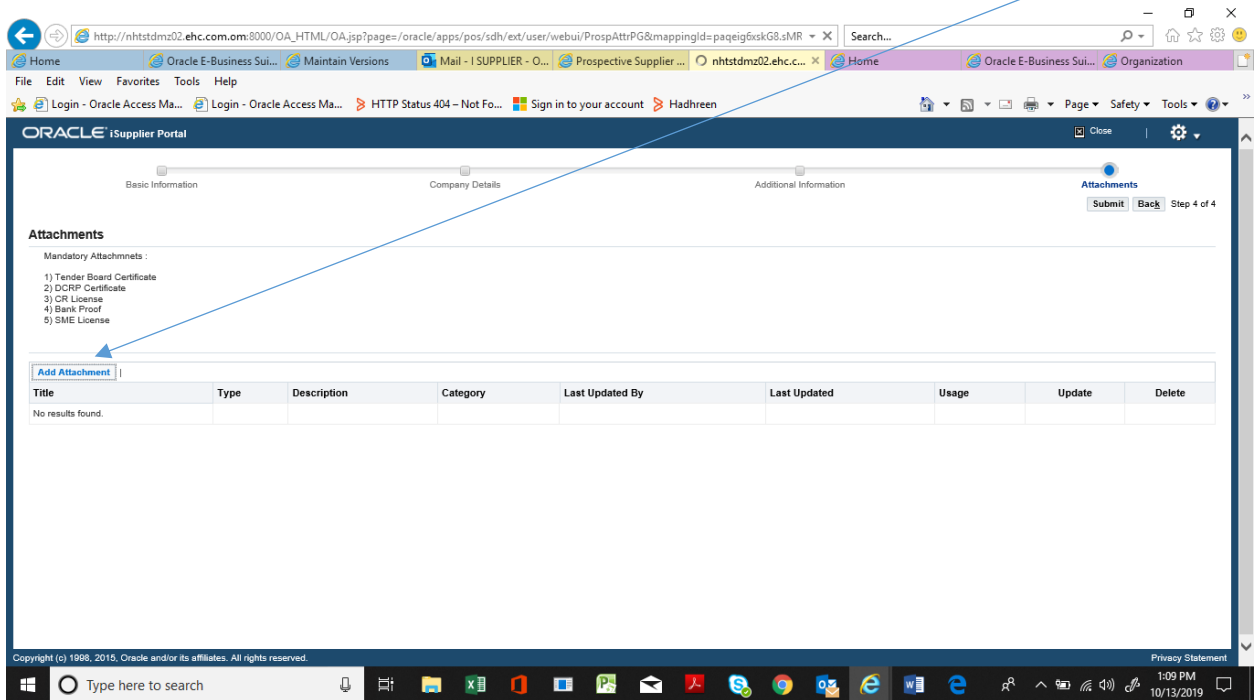 http://nhtstdmz02.ehc.com.om:8000/OA_HTML/OA.jsp?page=/oracle/apps/pos/sdh/ext/user/webui/ProspAttrPG&mappingId=paqeig6xskG8.sMR Search...
Home Oracle E-Business Sui... Maintain Versions Mail - I SUPPLIER - O... Prospective Supplier ... nhtstdmz02.ehc.c... Home Oracle E-Business Sui... Organization
File Edit View Favorites Tools Help
Login - Oracle Access Ma... Login - Oracle Access Ma... HTTP Status 404 – Not Fo... Sign in to your account Hadhreen Page Safety Tools
ORACLE iSupplier Portal Close
Basic Information Company Details Additional Information Attachments
Submit Back Step 4 of 4
Attachments
Mandatory Attachmnets :
1) Tender Board Certificate
2) DCRP Certificate
3) CR License
4) Bank Proof
5) SME License
Add Attachment |
Title Type Description Category Last Updated By Last Updated Usage Update Delete
No results found.
Copyright (c) 1998, 2015, Oracle and/or its affiliates. All rights reserved. Privacy Statement
Type here to search 1:09 PM
10/13/2019